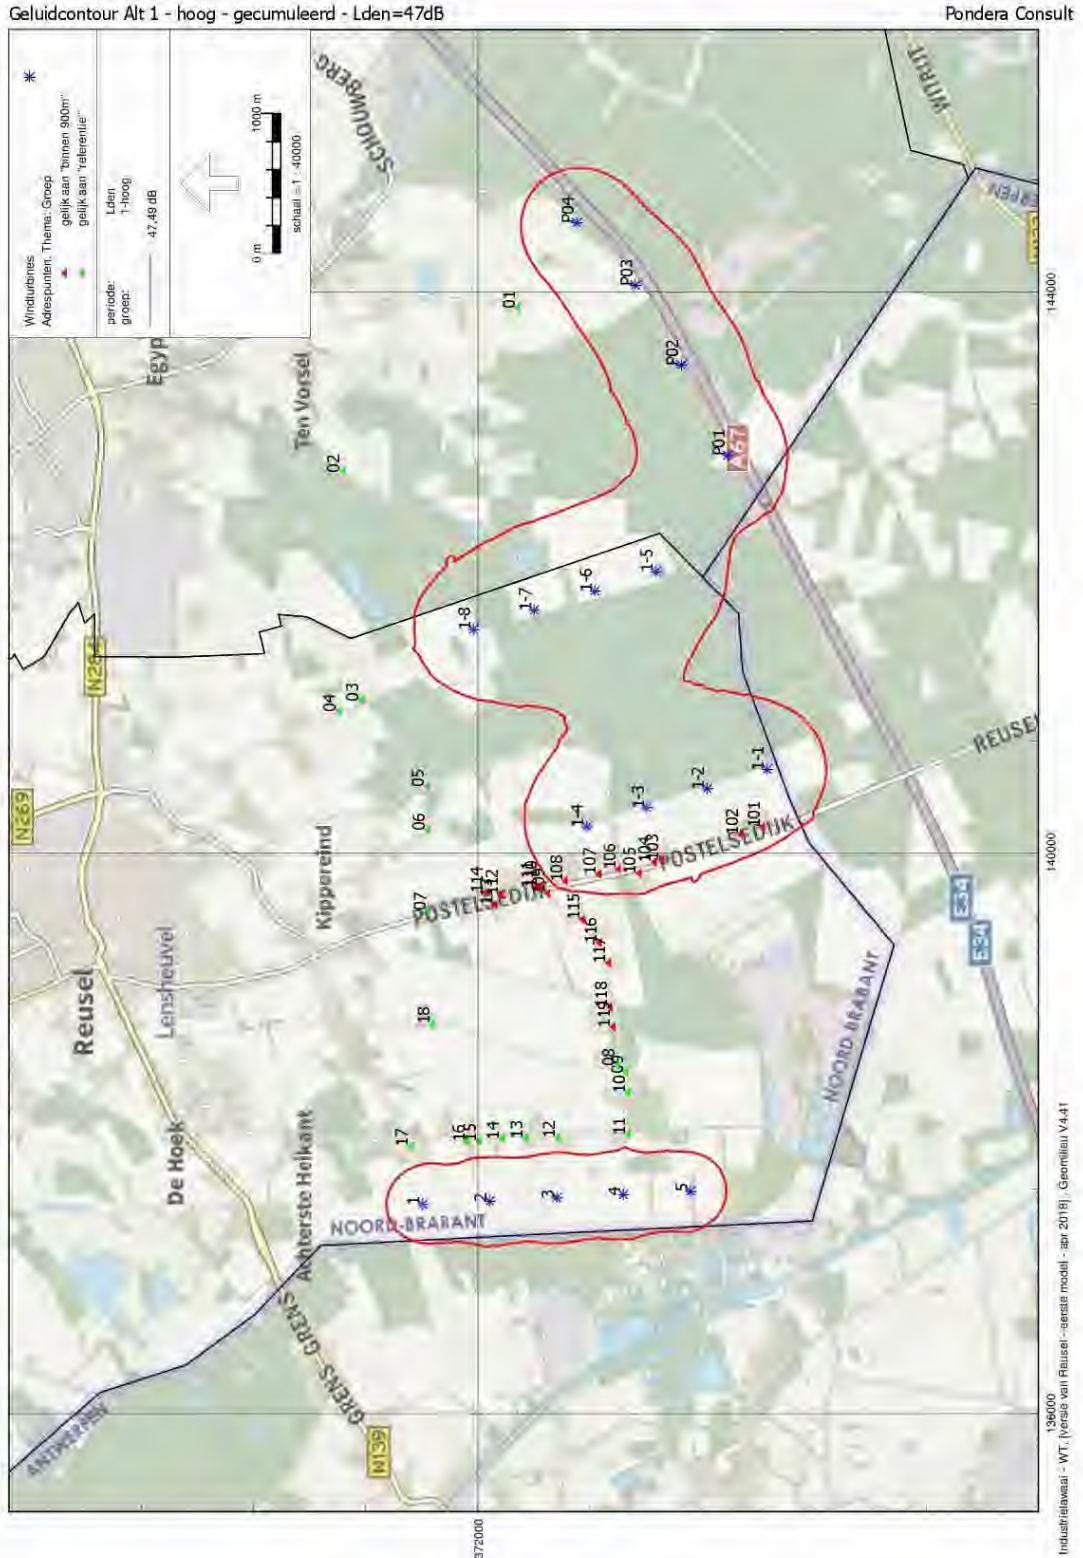 Geluidcontour Alt 1 - hoog - gecumuleerd - Lden=47dB
Pondera Consult
Windturbines
Adrespunten, Thema: Groep
gelijk aan "binnen 900m"
gelijk aan "referentie"
periode: Lden
groep: 1-hoog
47,49 dB
0 m
1000 m
schaal = 1 : 40000
SCHOUWBERG
WITRIJT
P04
P03
P02
P01
A67
144000
01
02
Egyp
Ten Vorsel
N284
N269
1-8
1-7
1-6
1-5
03
04
05
06
07
1-4
1-3
1-2
1-1
101
102
103
104
105
106
107
108
112
114
115
116
118
POSTELSEDIJK
POSTELSEDIJK
REUSE
140000
Kippereind
Reusel
Lensheuvel
18
08
09
10
11
12
13
14
15
16
17
De Hoek
Achterste Heikant
1
2
3
4
5
NOORD-BRABANT
NOORD-BRABANT
E34
E34
GRENS
GRENS
N139
ANTWERPEN
136000
372000
Industrielawaai - WT, [versie van Reusel - eerste model - apr 2018] , Geomilieu V4.41